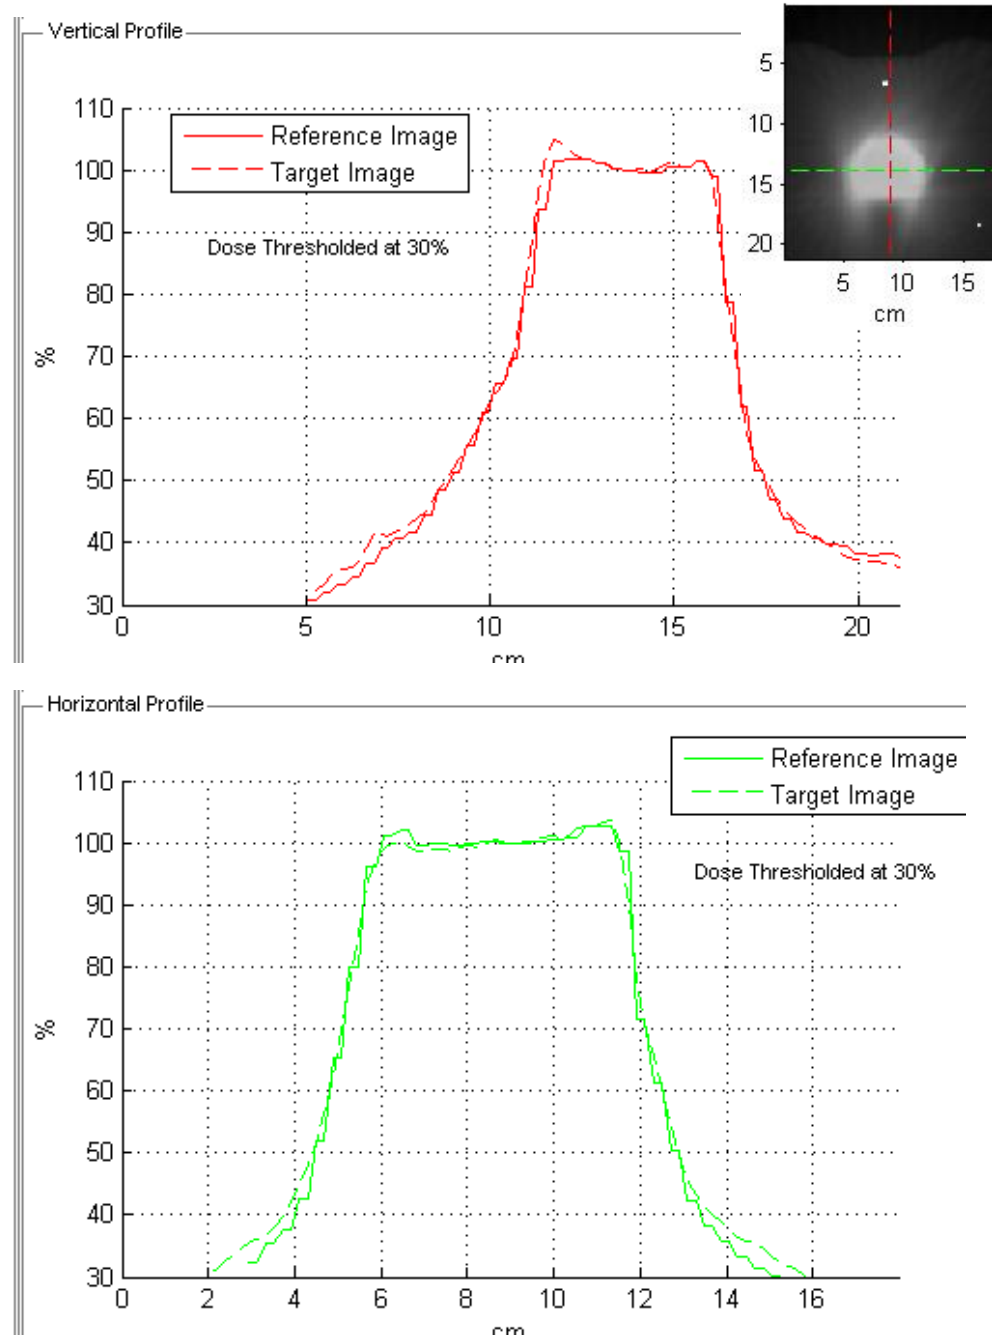 Vertical Profile
110
100
90
80
70
60
50
40
30
%
Reference Image
Target Image
Dose Thresholded at 30%
0 5 10 15 20
cm
5
10
15
20
5 10 15
cm
Horizontal Profile
110
100
90
80
70
60
50
40
30
%
Reference Image
Target Image
Dose Thresholded at 30%
0 2 4 6 8 10 12 14 16
cm